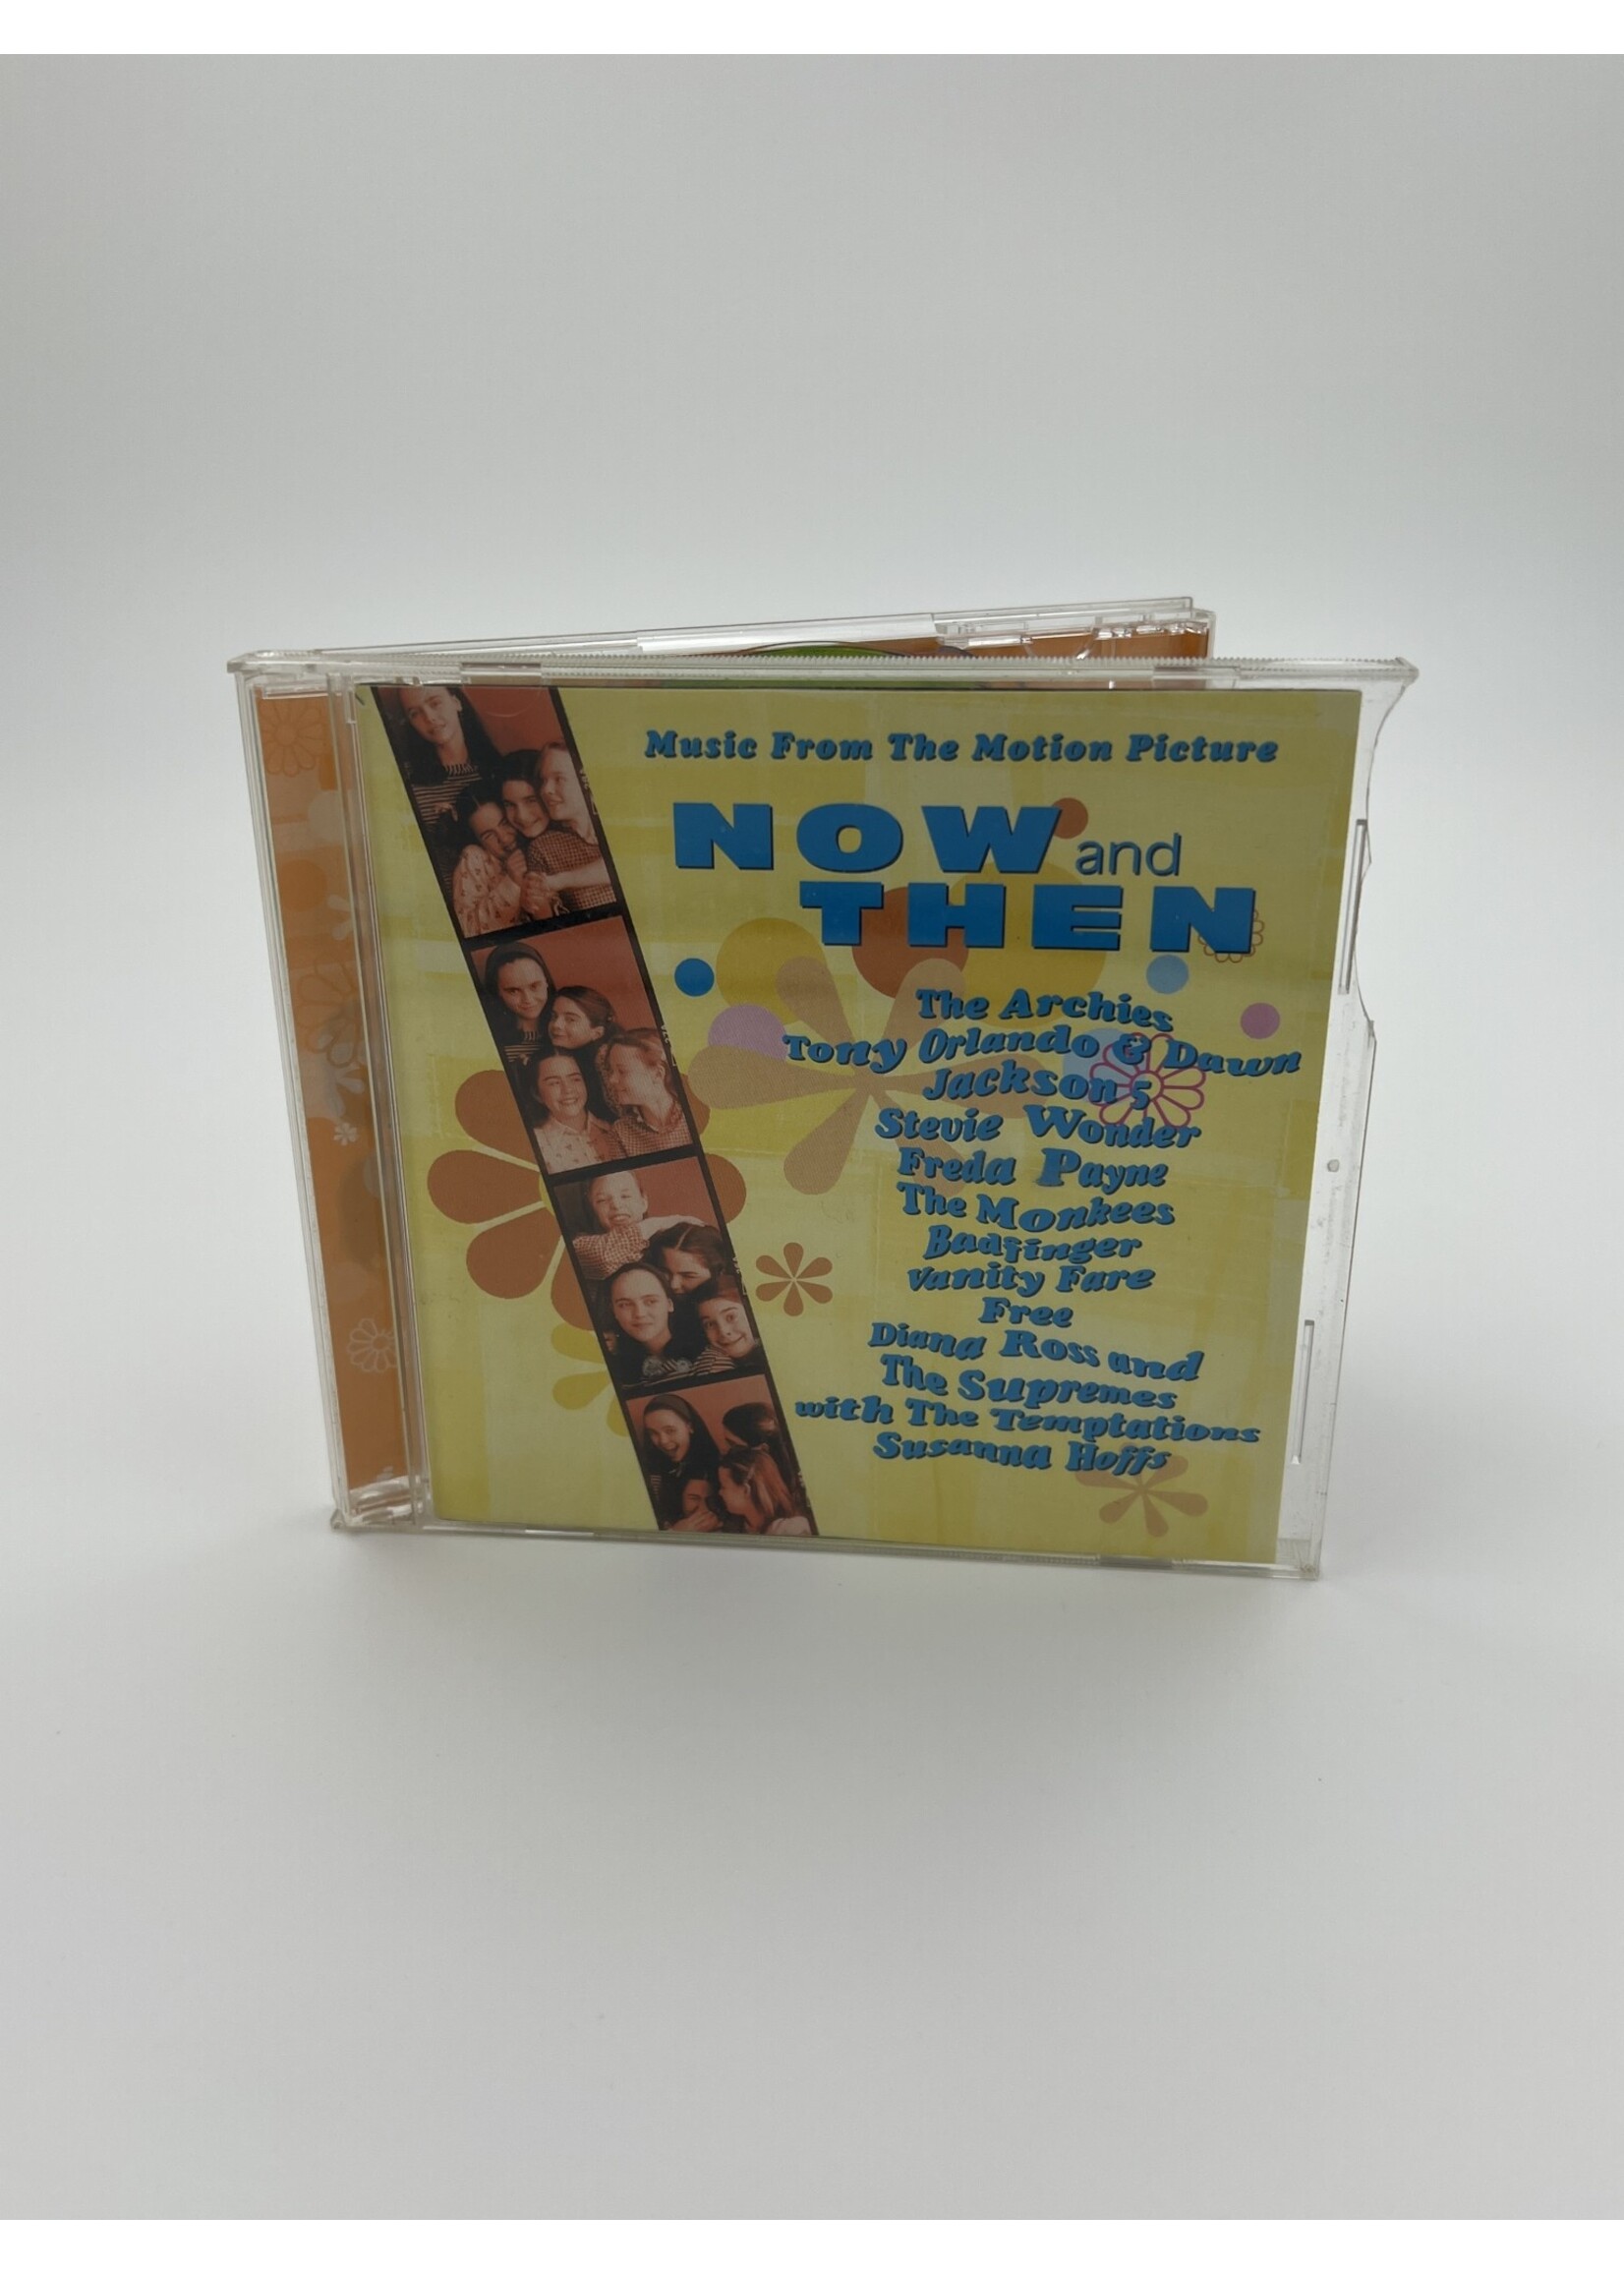 Music From The Motion Picture
NOW and
THEN
The Archies
Tony Orlando & Dawn
Jackson 5
Stevie Wonder
Freda Payne
The Monkees
Badfinger
Vanity Fare
Free
Diana Ross and
The Supremes
with The Temptations
Susanna Hoffs